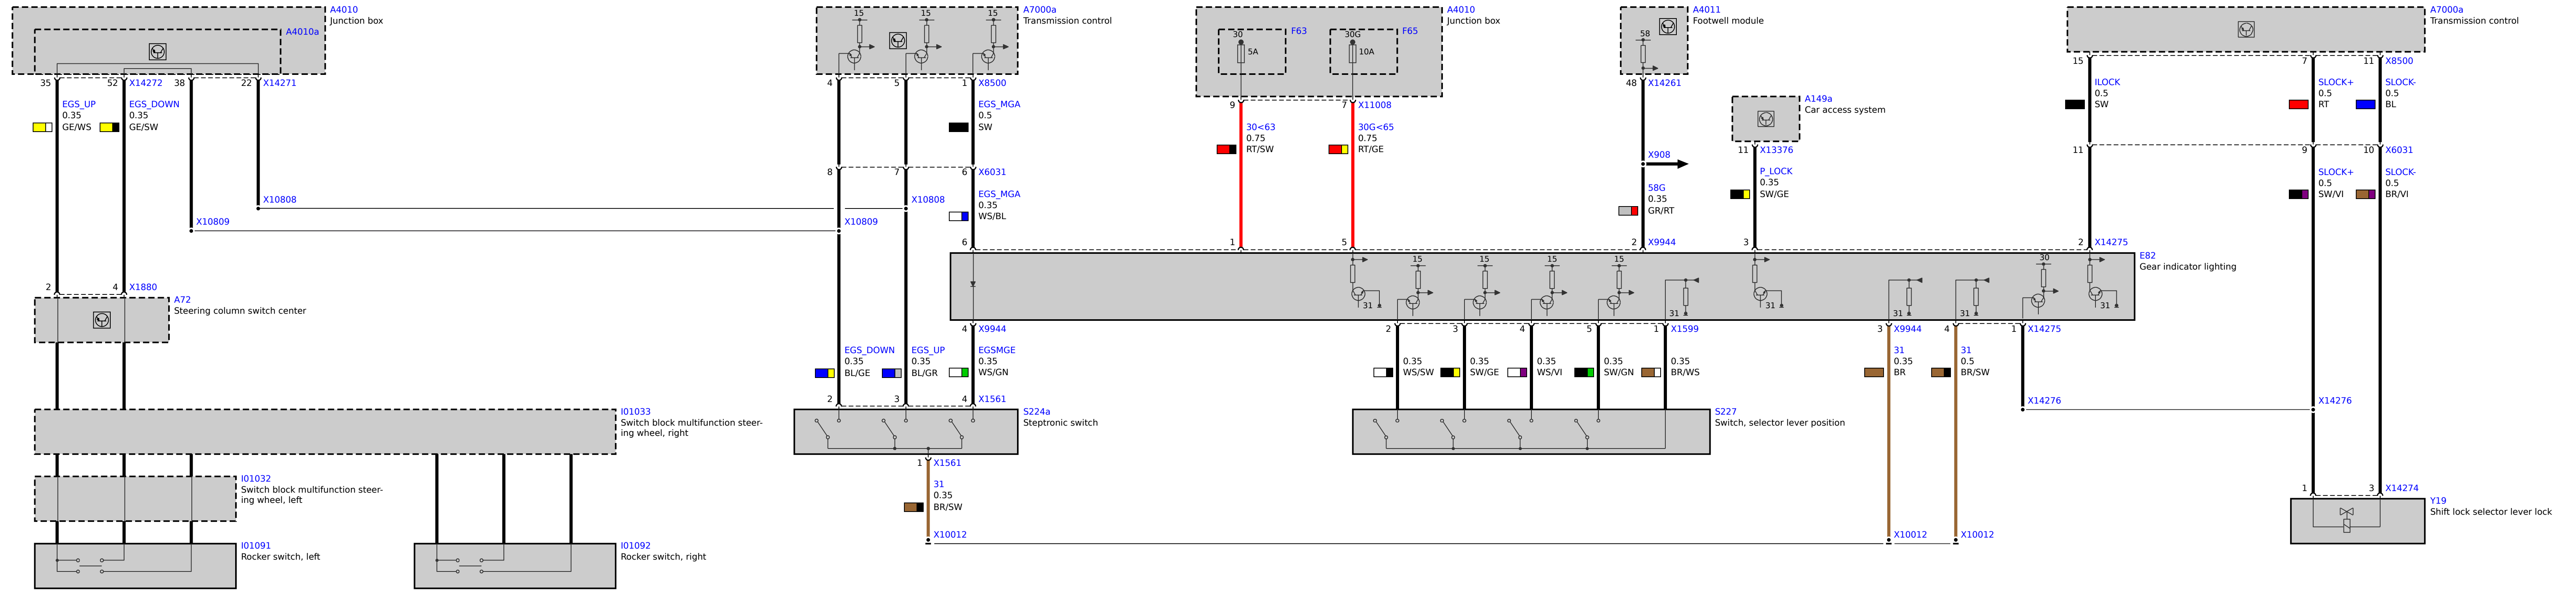 A4010
Junction box
A4010a
35
52
X14272
38
22
X14271
EGS_UP
0.35
GE/WS
EGS_DOWN
0.35
GE/SW
X10808
X10809
2
4
X1880
A72
Steering column switch center
I01033
Switch block multifunction steer-
ing wheel, right
I01032
Switch block multifunction steer-
ing wheel, left
I01091
Rocker switch, left
I01092
Rocker switch, right
A7000a
Transmission control
15
15
15
4
5
1
X8500
EGS_MGA
0.5
SW
8
7
6
X6031
X10808
X10809
EGS_MGA
0.35
WS/BL
6
4
X9944
EGS_DOWN
0.35
BL/GE
EGS_UP
0.35
BL/GR
EGSMGE
0.35
WS/GN
2
3
4
X1561
S224a
Steptronic switch
1
X1561
31
0.35
BR/SW
X10012
A4010
Junction box
F63
30
5A
F65
30G
10A
9
7
X11008
30<63
0.75
RT/SW
30G<65
0.75
RT/GE
1
5
A4011
Footwell module
58
48
X14261
X908
58G
0.35
GR/RT
2
X9944
A149a
Car access system
11
X13376
P_LOCK
0.35
SW/GE
3
A7000a
Transmission control
15
7
11
X8500
ILOCK
0.5
SW
SLOCK+
0.5
RT
SLOCK-
0.5
BL
11
9
10
X6031
SLOCK+
0.5
SW/VI
SLOCK-
0.5
BR/VI
2
X14275
E82
Gear indicator lighting
31
15
15
15
15
31
31
31
31
30
31
2
3
4
5
1
X1599
0.35
WS/SW
0.35
SW/GE
0.35
WS/VI
0.35
SW/GN
0.35
BR/WS
S227
Switch, selector lever position
3
X9944
4
1
X14275
31
0.35
BR
31
0.5
BR/SW
X14276
X14276
X10012
X10012
1
3
X14274
Y19
Shift lock selector lever lock